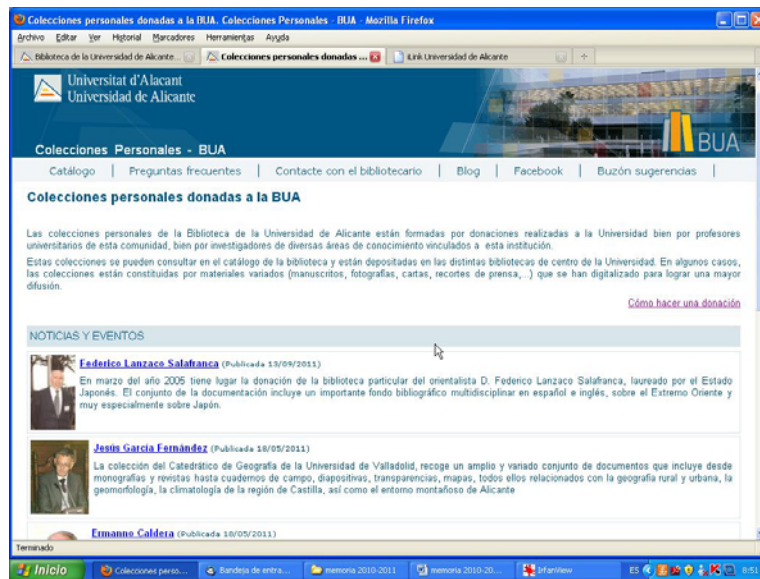 Colecciones personales donadas a la BUA. Colecciones Personales - BUA - Mozilla Firefox
Archivo Editar Ver Historial Marcadores Herramientas Ayuda
Biblioteca de la Universidad de Alicante... Colecciones personales donadas ... iLink Universidad de Alicante
Universitat d'Alacant
Universidad de Alicante
Colecciones Personales - BUA
BUA
Catálogo | Preguntas frecuentes | Contacte con el bibliotecario | Blog | Facebook | Buzón sugerencias |
Colecciones personales donadas a la BUA
Las colecciones personales de la Biblioteca de la Universidad de Alicante están formadas por donaciones realizadas a la Universidad bien por profesores
universitarios de esta comunidad, bien por investigadores de diversas áreas de conocimiento vinculados a esta institución.
Estas colecciones se pueden consultar en el catálogo de la biblioteca y están depositadas en las distintas bibliotecas de centro de la Universidad. En algunos casos,
las colecciones están constituidas por materiales variados (manuscritos, fotografías, cartas, recortes de prensa,...) que se han digitalizado para lograr una mayor
difusión.
Cómo hacer una donación
NOTICIAS Y EVENTOS
Federico Lanzaco Salafranca (Publicada 13/09/2011)
En marzo del año 2005 tiene lugar la donación de la biblioteca particular del orientalista D. Federico Lanzaco Salafranca, laureado por el Estado
Japonés. El conjunto de la documentación incluye un importante fondo bibliográfico multidisciplinar en español e inglés, sobre el Extremo Oriente y
muy especialmente sobre Japón.
Jesús García Fernández (Publicada 18/05/2011)
La colección del Catedrático de Geografía de la Universidad de Valladolid, recoge un amplio y variado conjunto de documentos que incluye desde
monografías y revistas hasta cuadernos de campo, diapositivas, transparencias, mapas, todos ellos relacionados con la geografía rural y urbana, la
geomorfología, la climatología de la región de Castilla, así como el entorno montañoso de Alicante
Ermanno Caldera (Publicada 10/05/2011)
Terminado
Inicio Colecciones perso... Bandeja de entra... memoria 2010-2011 memoria 2010-20... IrfanView ES 8:51